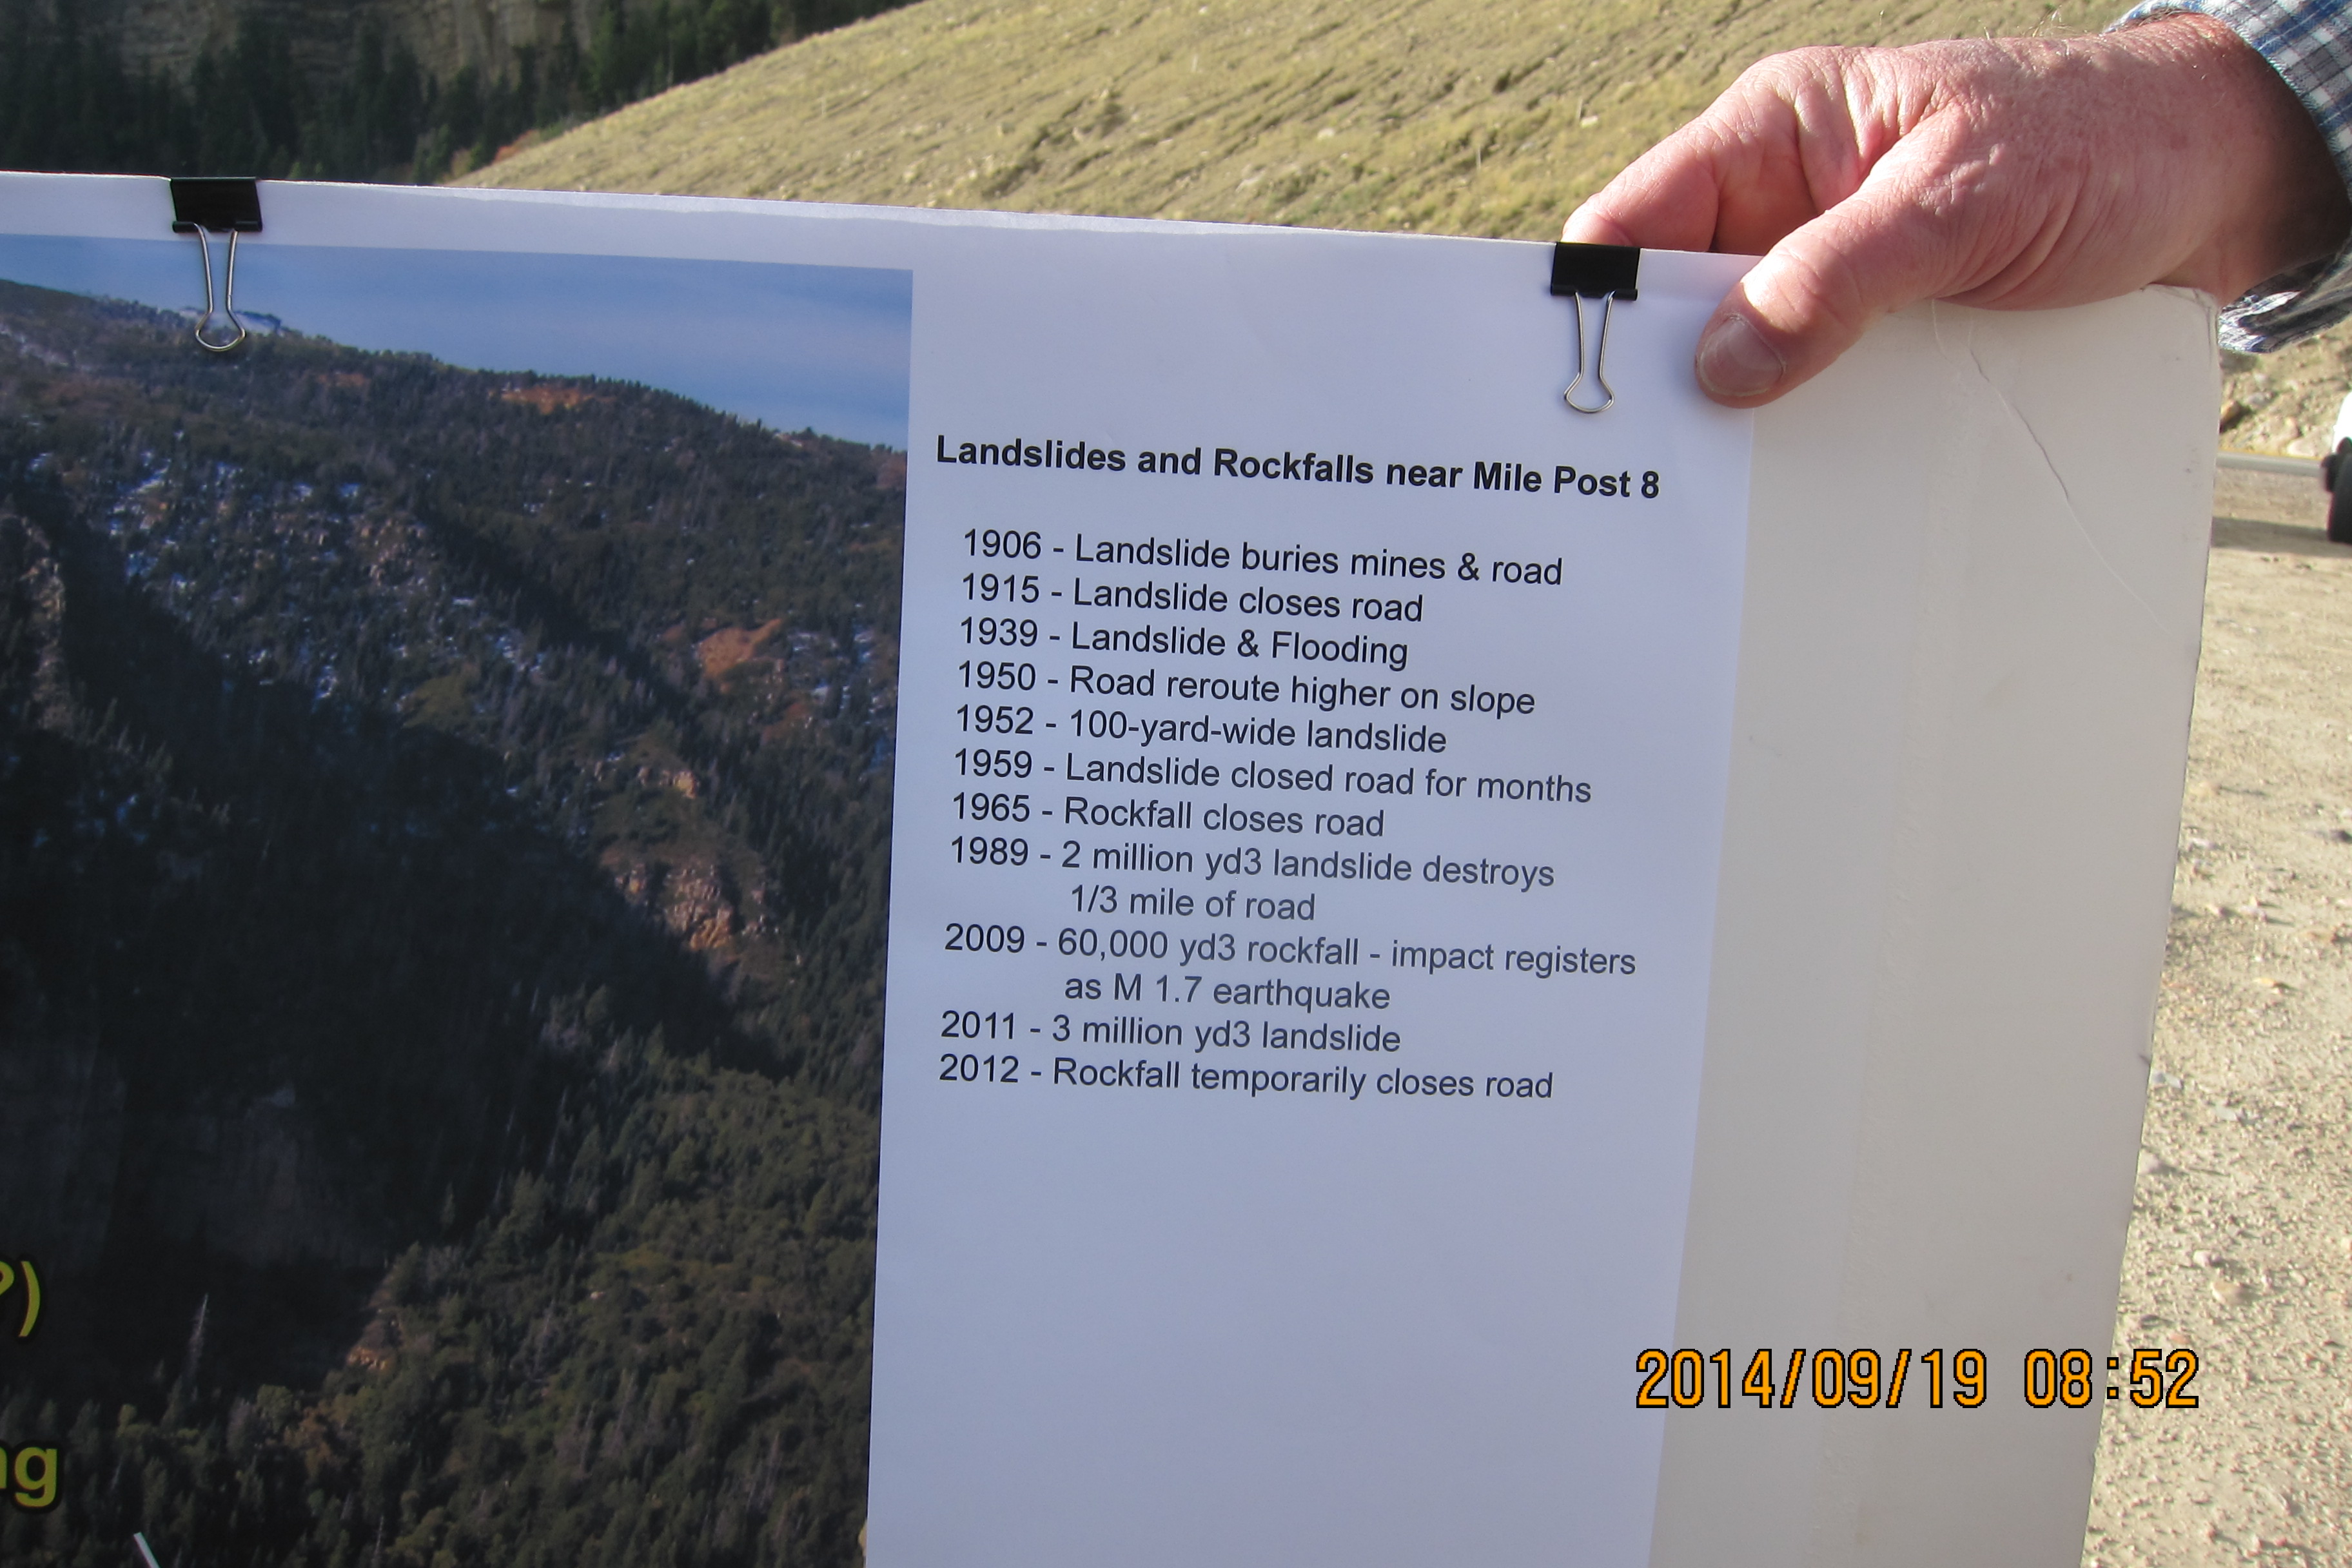 Landslides and Rockfalls near Mile Post 8
1906 - Landslide buries mines & road
1915 - Landslide closes road
1939 - Landslide & Flooding
1950 - Road reroute higher on slope
1952 - 100-yard-wide landslide
1959 - Landslide closed road for months
1965 - Rockfall closes road
1989 - 2 million yd3 landslide destroys
1/3 mile of road
2009 - 60,000 yd3 rockfall - impact registers
as M 1.7 earthquake
2011 - 3 million yd3 landslide
2012 - Rockfall temporarily closes road
?)
ng
2014/09/19 08:52